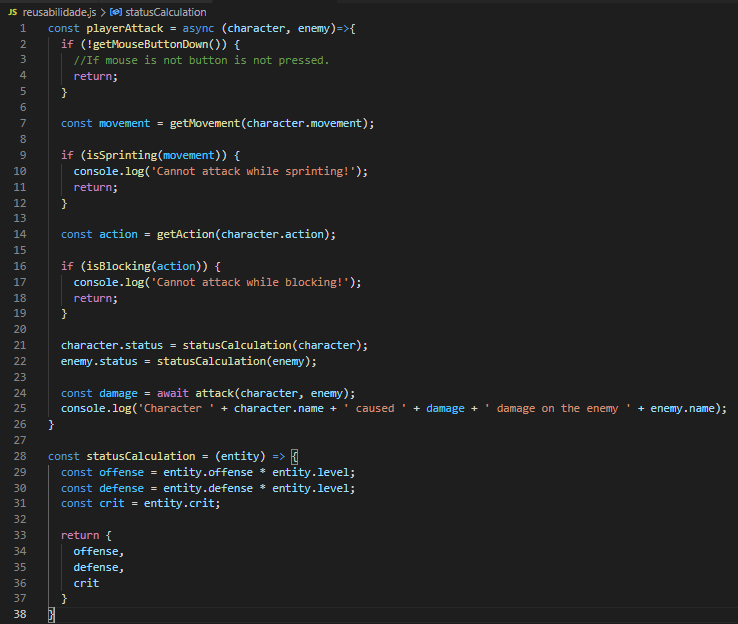 JS reusabilidade.js > statusCalculation
1 const playerAttack = async (character, enemy)=>{
2 if (!getMouseButtonDown()) {
3 //If mouse is not button is not pressed.
4 return;
5 }
6
7 const movement = getMovement(character.movement);
8
9 if (isSprinting(movement)) {
10 console.log('Cannot attack while sprinting!');
11 return;
12 }
13
14 const action = getAction(character.action);
15
16 if (isBlocking(action)) {
17 console.log('Cannot attack while blocking!');
18 return;
19 }
20
21 character.status = statusCalculation(character);
22 enemy.status = statusCalculation(enemy);
23
24 const damage = await attack(character, enemy);
25 console.log('Character ' + character.name + ' caused ' + damage + ' damage on the enemy ' + enemy.name);
26 }
27
28 const statusCalculation = (entity) => {
29 const offense = entity.offense * entity.level;
30 const defense = entity.defense * entity.level;
31 const crit = entity.crit;
32
33 return {
34 offense,
35 defense,
36 crit
37 }
38 }